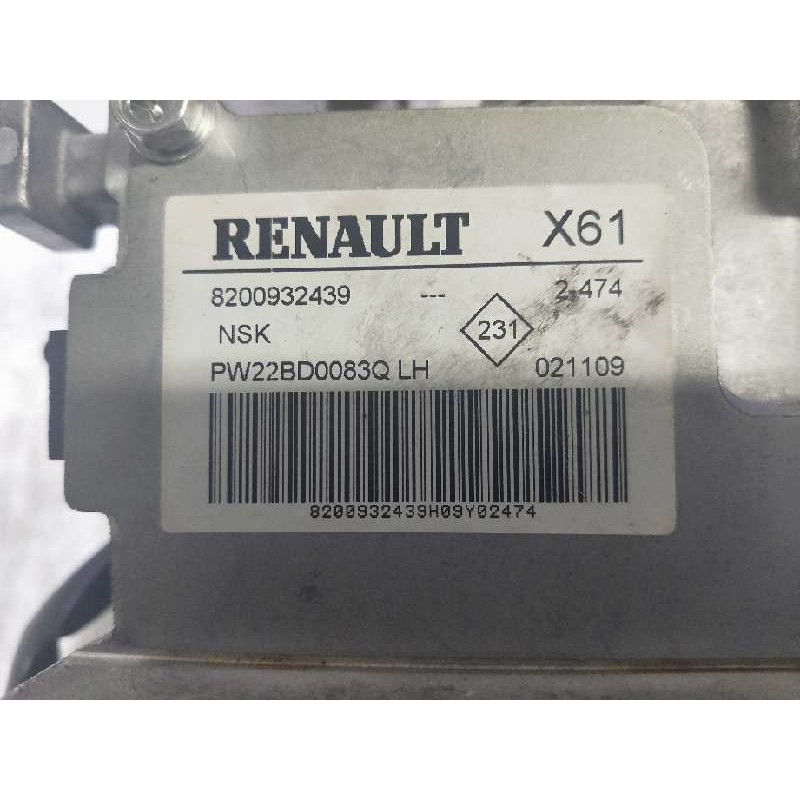 RENAULT X61
8200932439 --- 2-474
NSK 231
PW22BD0083Q LH 021109
8200932439H09Y02474